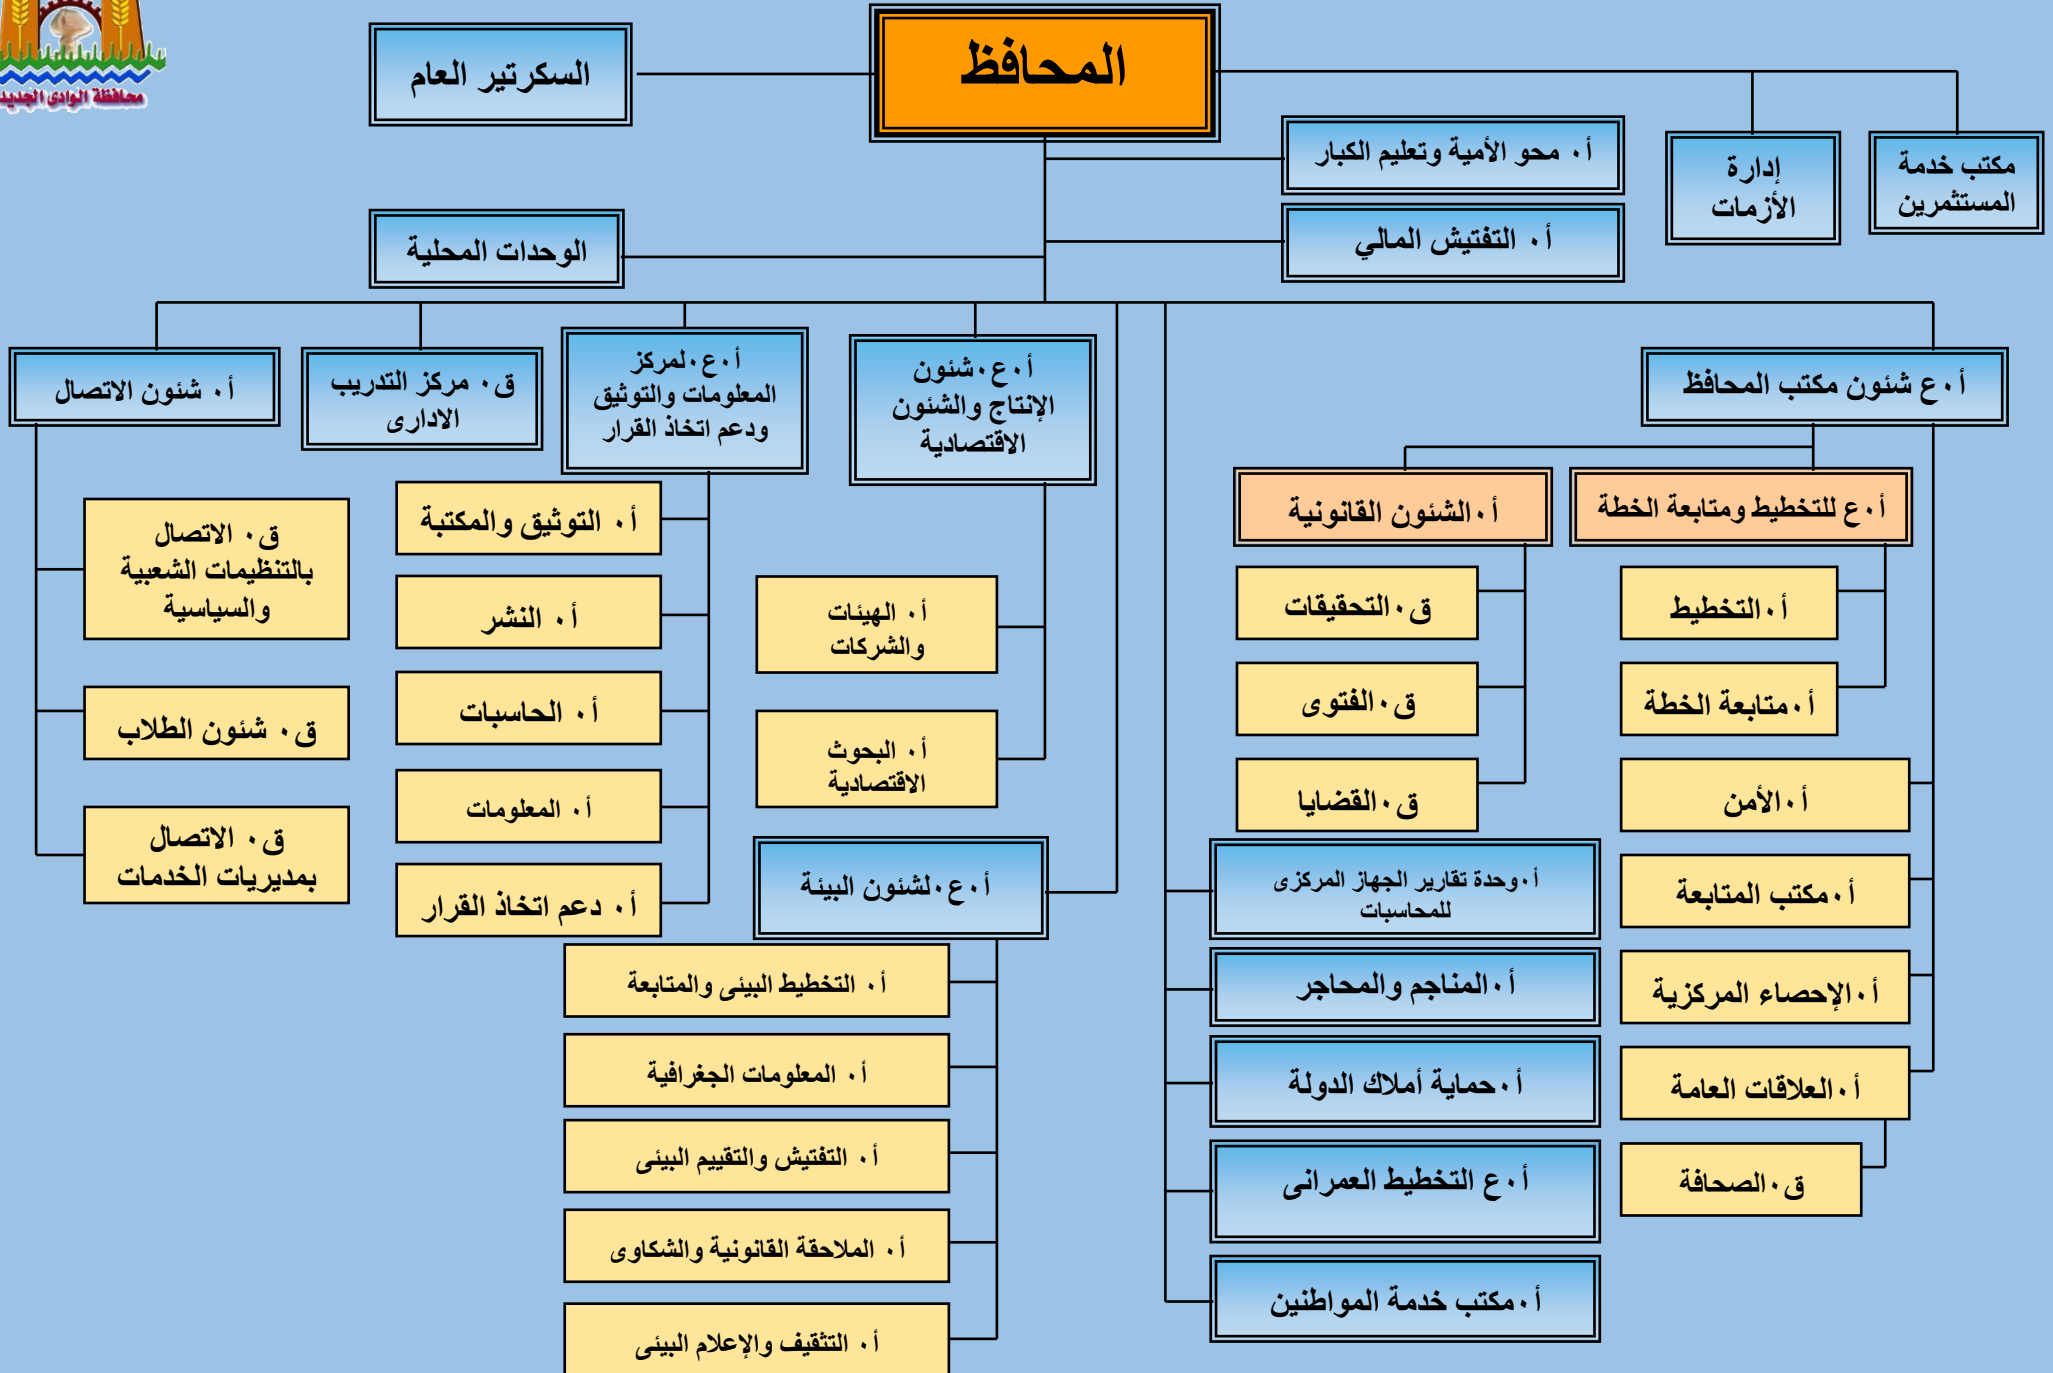 محافظة الوادى الجديد
المحافظ
السكرتير العام
أ٠ محو الأمية وتعليم الكبار
إدارة
الأزمات
مكتب خدمة
المستثمرين
أ٠ التفتيش المالي
الوحدات المحلية
أ٠ع شئون مكتب المحافظ
أ٠ع٠شئون
الإنتاج والشئون
الاقتصادية
أ٠ع٠لمركز
المعلومات والتوثيق
ودعم اتخاذ القرار
ق٠ مركز التدريب
الادارى
أ٠ شئون الاتصال
أ٠ع للتخطيط ومتابعة الخطة
أ٠التخطيط
أ٠متابعة الخطة
أ٠الشئون القانونية
ق٠التحقيقات
ق٠الفتوى
ق٠القضايا
أ٠الأمن
أ٠مكتب المتابعة
أ٠الإحصاء المركزية
أ٠العلاقات العامة
ق٠الصحافة
أ٠وحدة تقارير الجهاز المركزى
للمحاسبات
أ٠المناجم والمحاجر
أ٠حماية أملاك الدولة
أ٠ع التخطيط العمرانى
أ٠مكتب خدمة المواطنين
أ٠ الهيئات
والشركات
أ٠ البحوث
الاقتصادية
أ٠ع٠لشئون البيئة
أ٠ التخطيط البيئى والمتابعة
أ٠ المعلومات الجغرافية
أ٠ التفتيش والتقييم البيئى
أ٠ الملاحقة القانونية والشكاوى
أ٠ التثقيف والإعلام البيئى
أ٠ التوثيق والمكتبة
أ٠ النشر
أ٠ الحاسبات
أ٠ المعلومات
أ٠ دعم اتخاذ القرار
ق٠ الاتصال
بالتنظيمات الشعبية
والسياسية
ق٠ شئون الطلاب
ق٠ الاتصال
بمديريات الخدمات